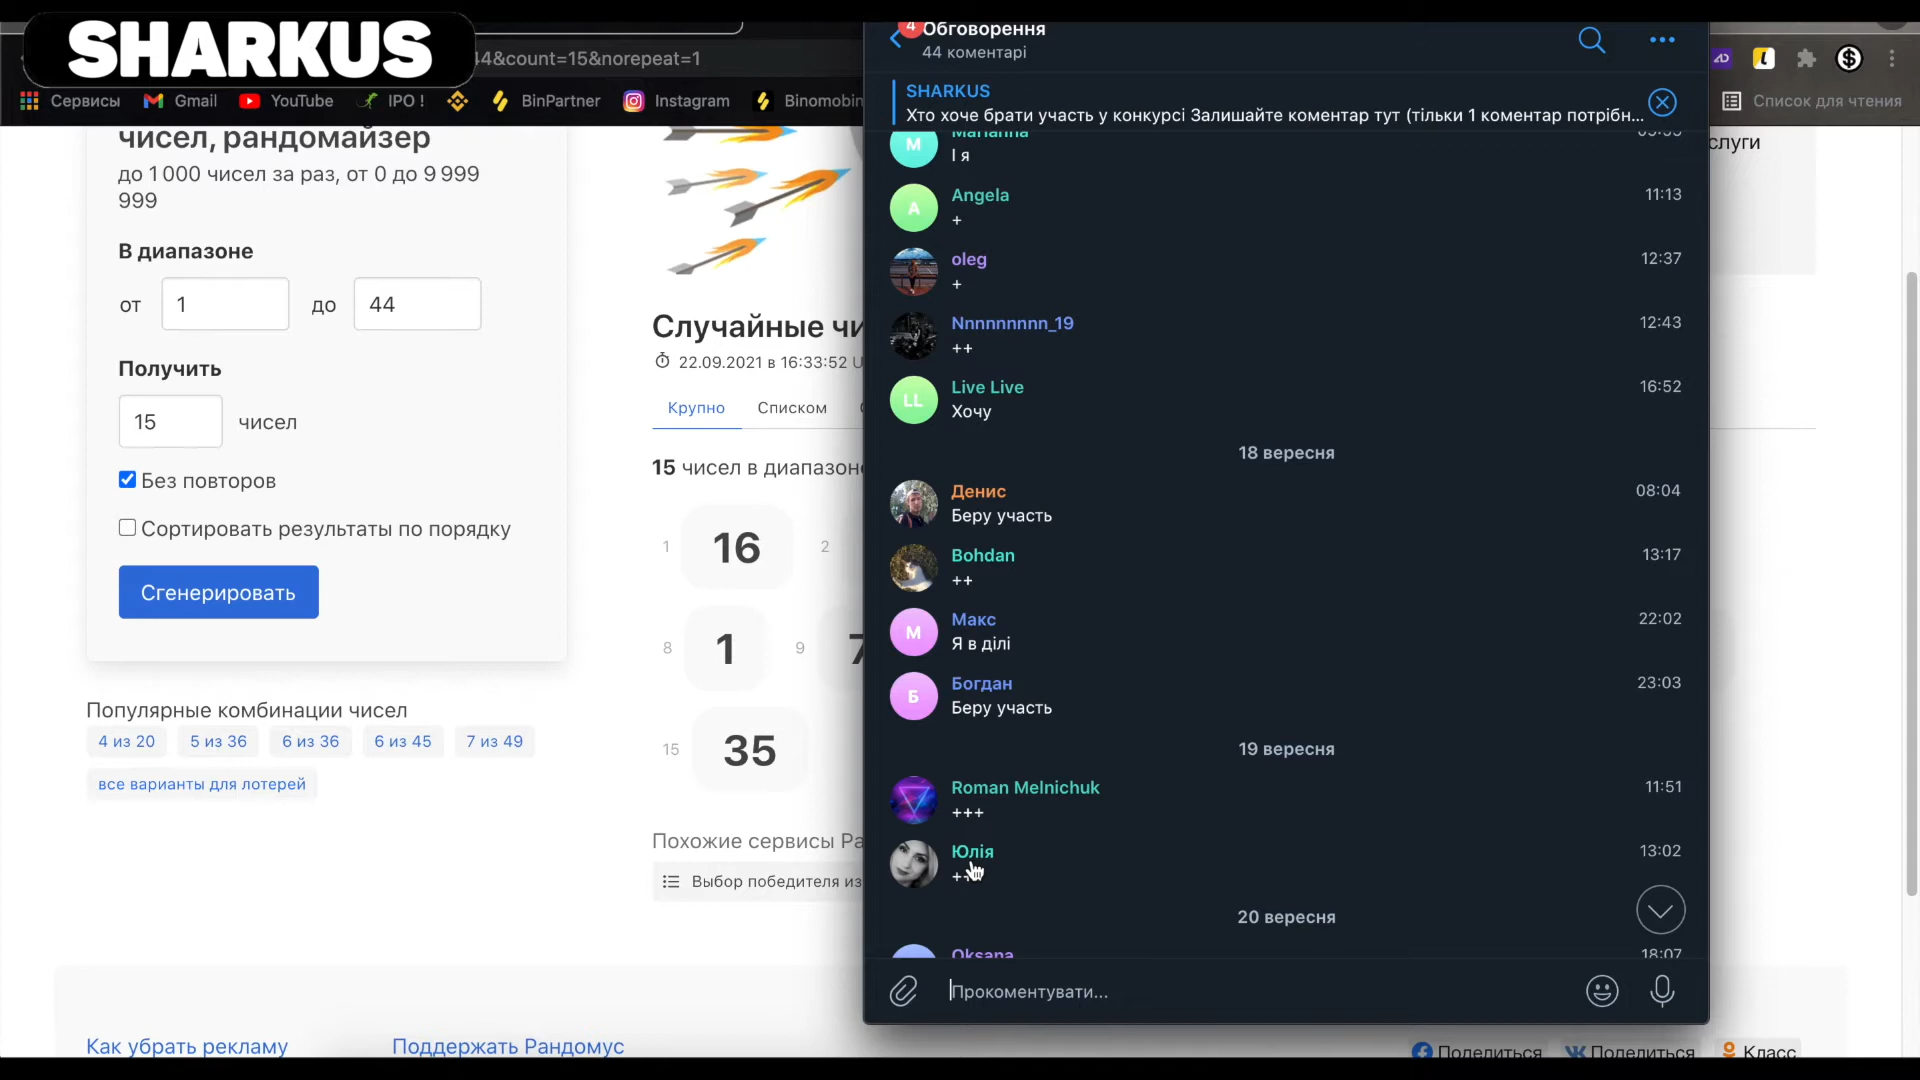 SHARKUS
44&count=15&norepeat=1
Сервисы
Gmail
YouTube
IPO !
BinPartner
Instagram
Binomobin
Список для чтения
чисел, рандомайзер
до 1 000 чисел за раз, от 0 до 9 999
999
В диапазоне
от 1 до 44
Получить
15 чисел
Без повторов
Сортировать результаты по порядку
Сгенерировать
Популярные комбинации чисел
4 из 20
5 из 36
6 из 36
6 из 45
7 из 49
все варианты для лотерей
Как убрать рекламу
Поддержать Рандомус
Случайные чи
22.09.2021 в 16:33:52 U
Крупно
Списком
15 чисел в диапазон
1 16 2
8 1 9 7
15 35
Похожие сервисы Ра
Выбор победителя из
4
Обговорення
44 коментарі
SHARKUS
Хто хоче брати участь у конкурсі Залишайте коментар тут (тільки 1 коментар потрібн...
Marianna
І я
Angela 11:13
+
oleg 12:37
+
Nnnnnnnnn_19 12:43
++
Live Live 16:52
LL
Хочу
18 вересня
Денис 08:04
Беру участь
Bohdan 13:17
++
Макс 22:02
М
Я в ділі
Богдан 23:03
Б
Беру участь
19 вересня
Roman Melnichuk 11:51
+++
Юлія 13:02
20 вересня
Oksana 18:07
Прокоментувати...
слуги
Поделиться
Поделиться
Класс